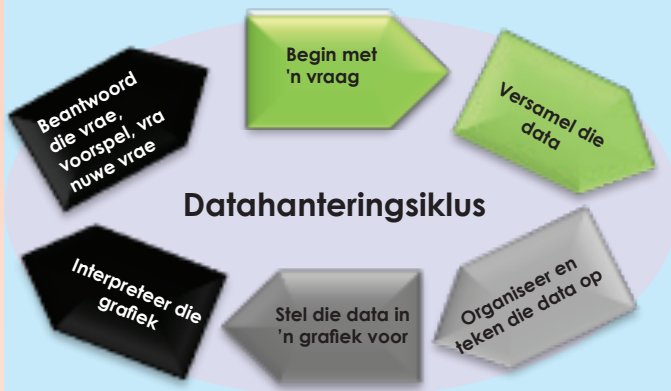 Begin met
'n vraag
Versamel die
data
Organiseer en
teken die data op
Stel die data in
'n grafiek voor
Interpreteer die
grafiek
Beantwoord
die vrae,
voorspel, vra
nuwe vrae
Datahanteringsiklus